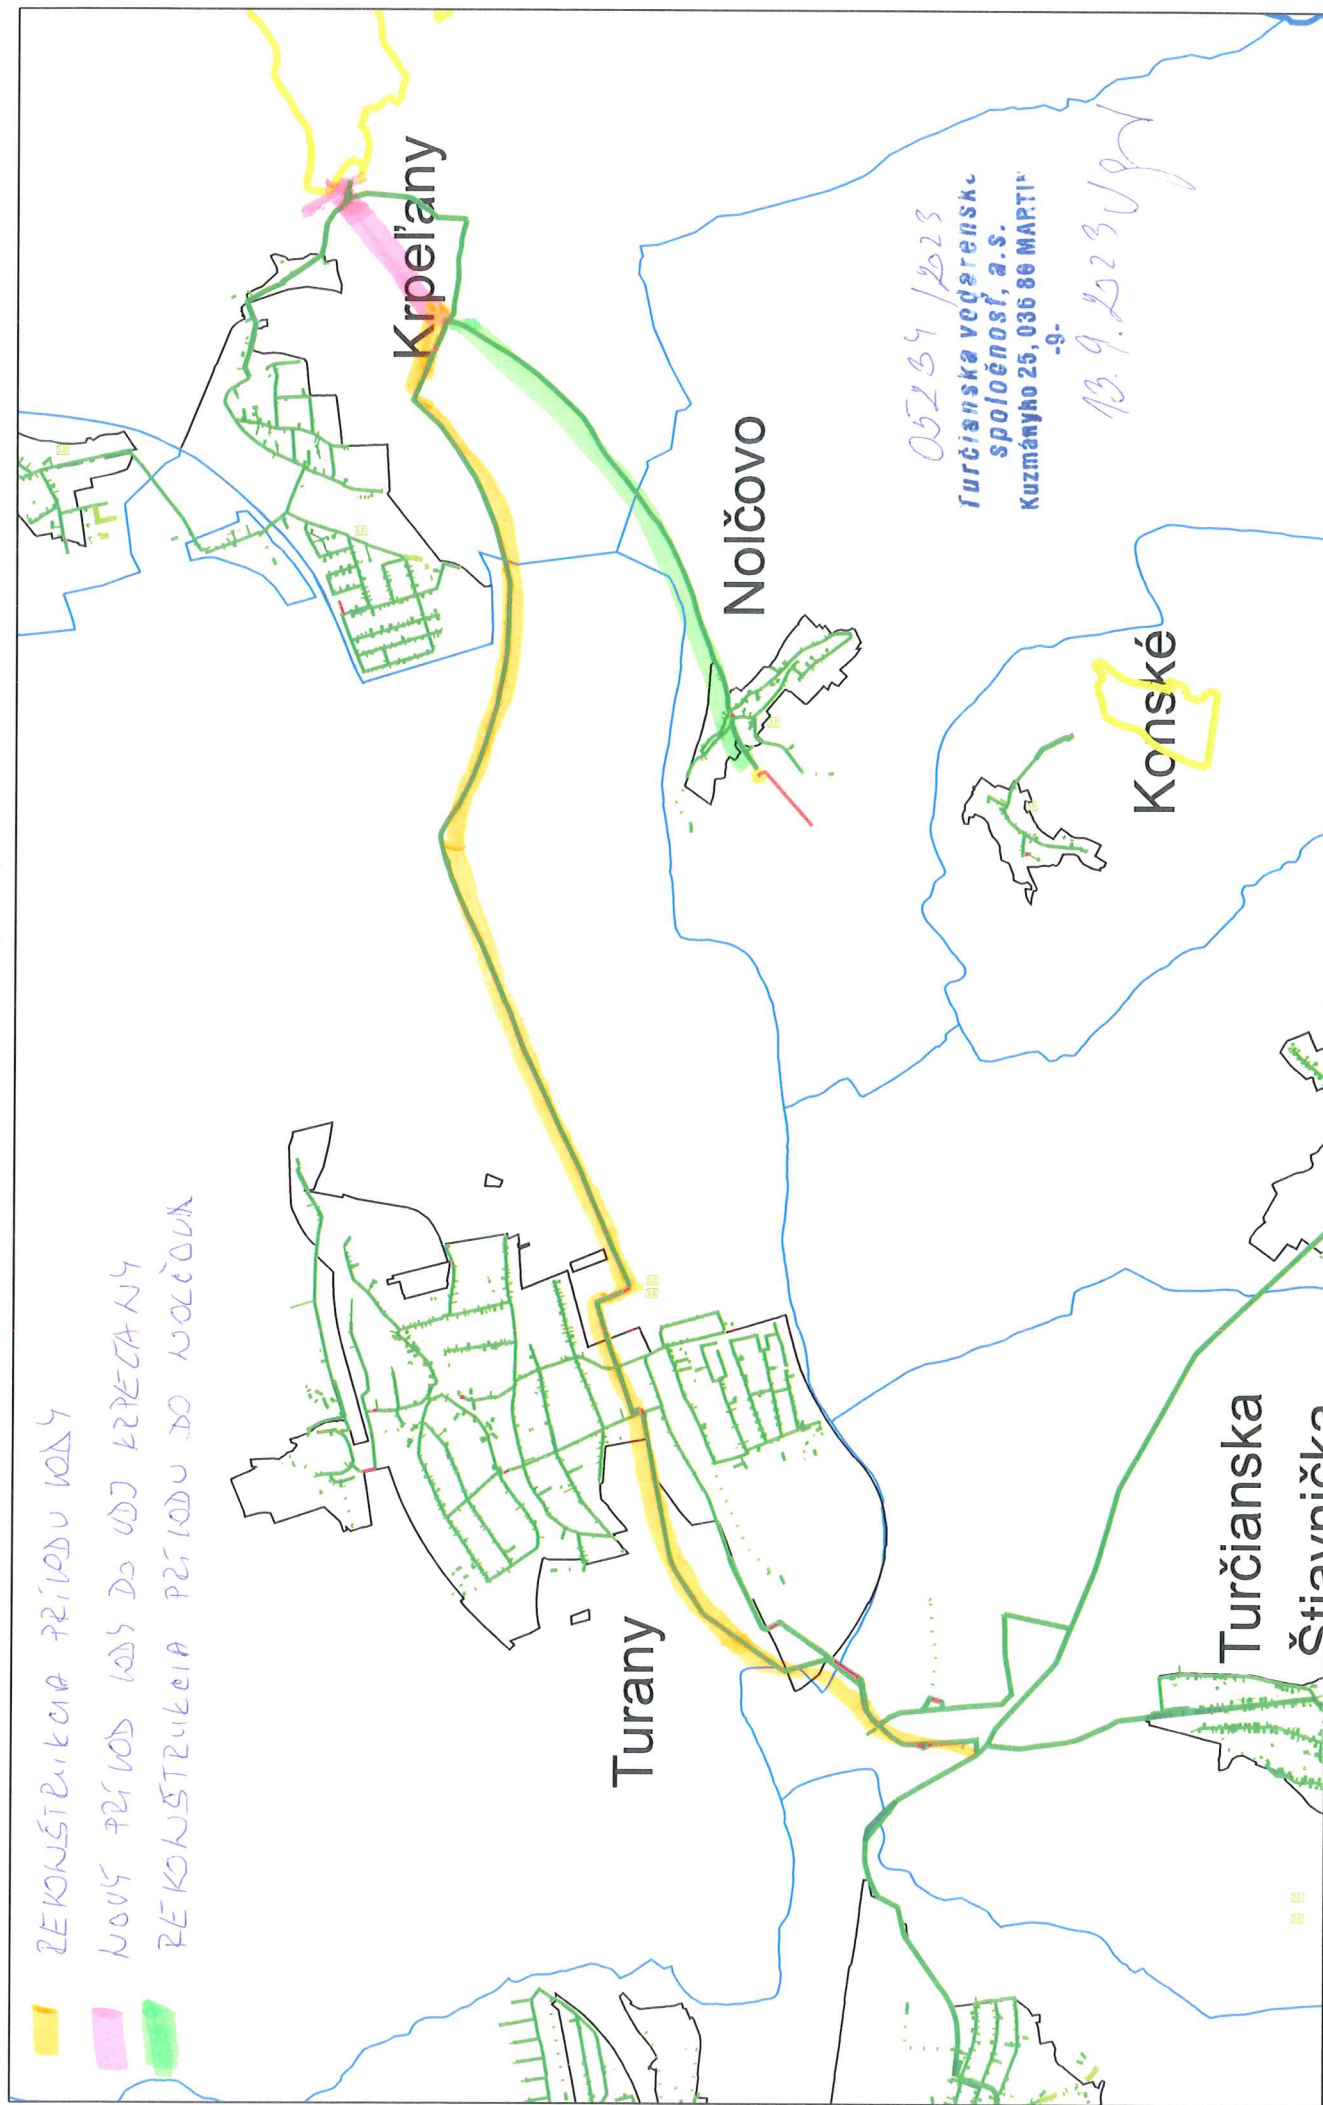 REKONŠTRUKCIA PRÍVODU VODY
NOVÝ PRÍVOD VODY DO VDJ KRPEĽANY
REKONŠTRUKCIA PRÍVODU DO NOLČOVA
Krpeľany
Nolčovo
Konské
Turany
Turčianska
Štiavnička
05234/2023
Turčianska vodárenská
spoločnosť, a.s.
Kuzmányho 25, 036 80 MARTIN
-9-
13.9.2023